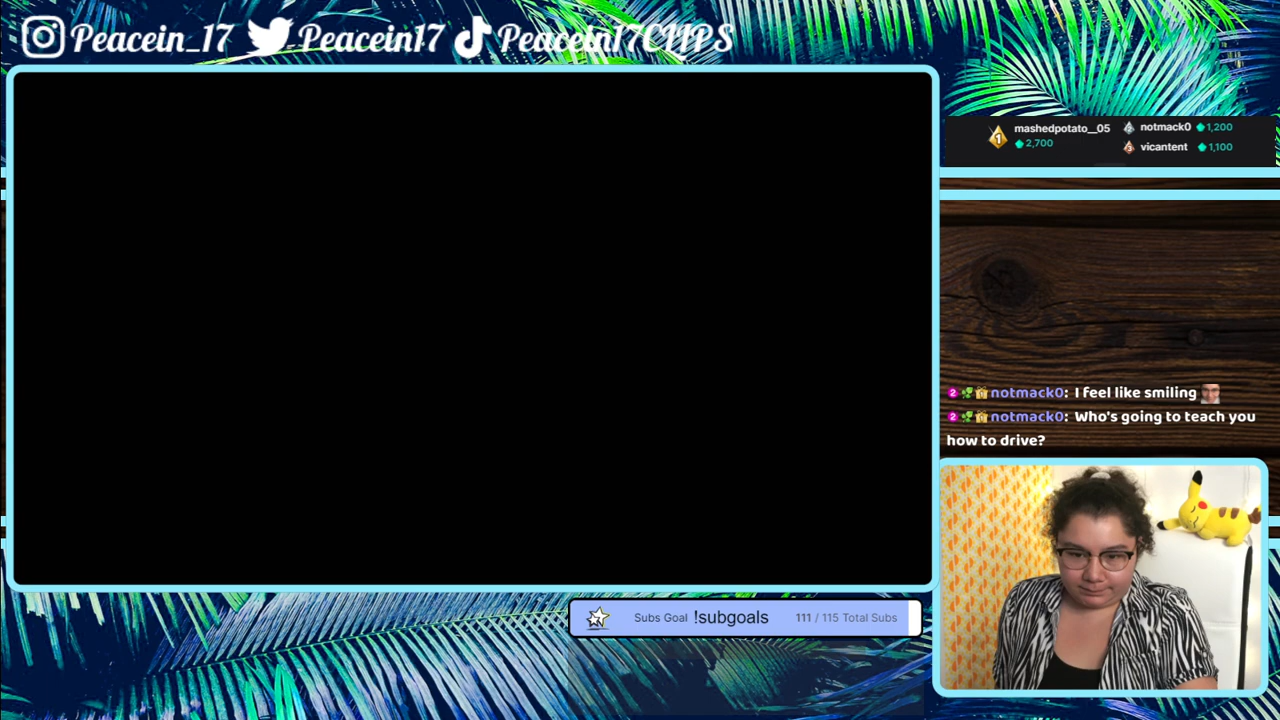 Peacein_17 Peacein17 Peacein17ClIPS
mashedpotato__05 notmack0 1,200
2,700 vicantent 1,100
notmack0: I feel like smiling
notmack0: Who's going to teach you
how to drive?
Subs Goal !subgoals 111 / 115 Total Subs